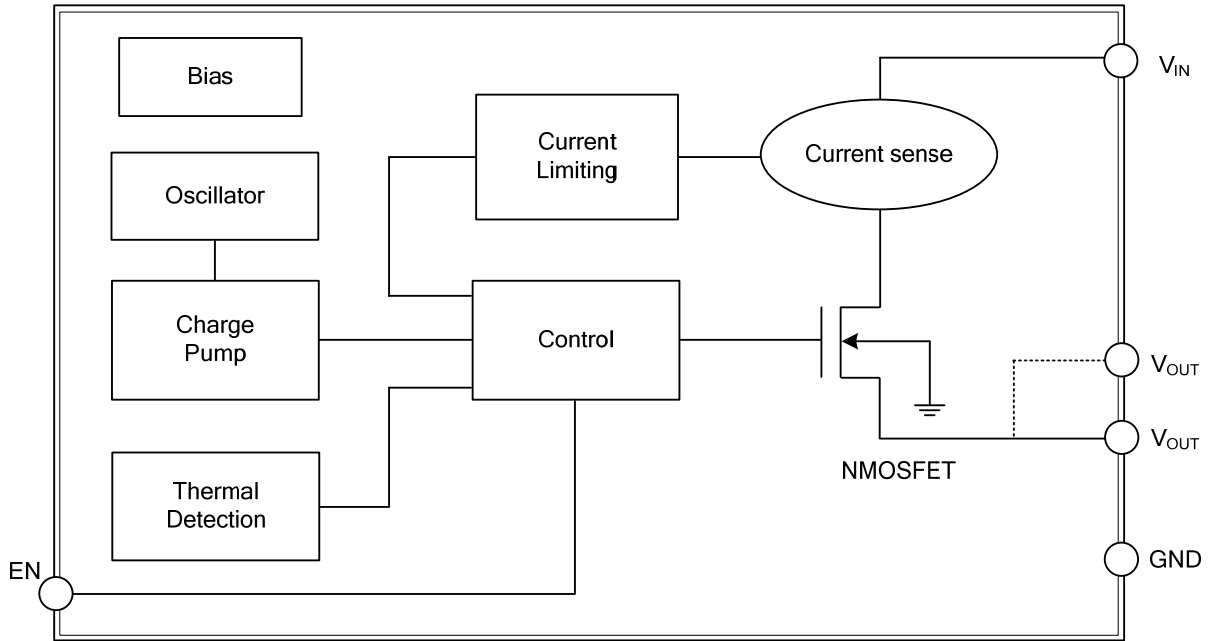 Bias
V_IN
Current
Limiting
Current sense
Oscillator
Charge
Pump
Control
V_OUT
V_OUT
NMOSFET
Thermal
Detection
GND
EN